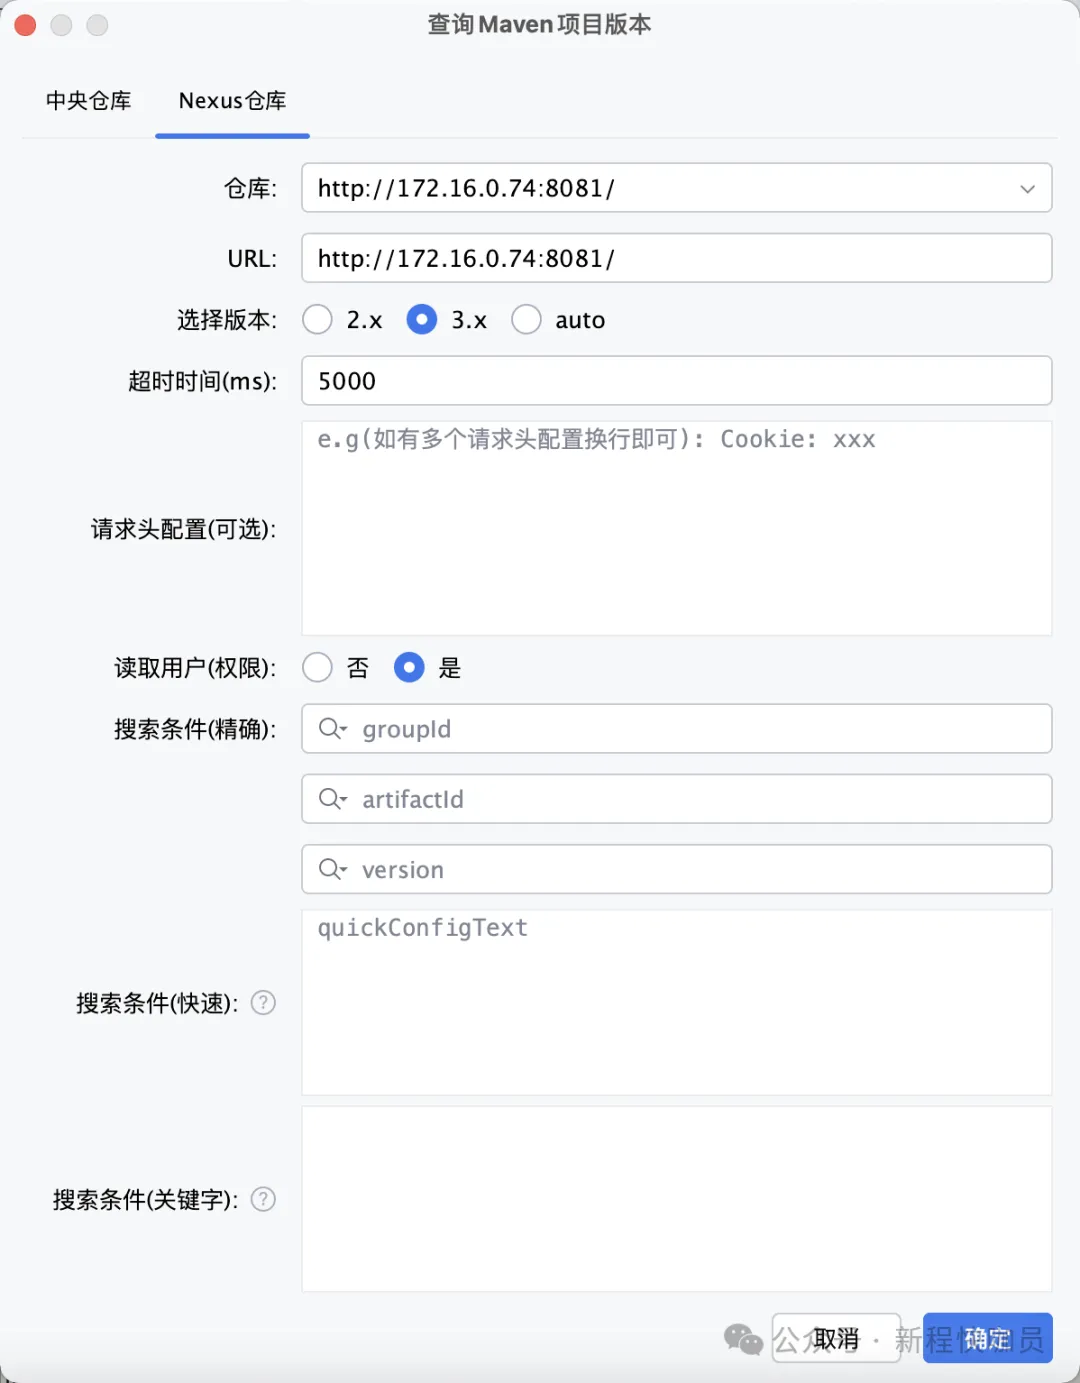 查询Maven项目版本
中央仓库 Nexus仓库
仓库: http://172.16.0.74:8081/
URL: http://172.16.0.74:8081/
选择版本: 2.x 3.x auto
超时时间(ms): 5000
e.g(如有多个请求头配置换行即可): Cookie: xxx
请求头配置(可选):
读取用户(权限): 否 是
搜索条件(精确): groupId
artifactId
version
quickConfigText
搜索条件(快速): ?
搜索条件(关键字): ?
取消 确定
公众号 · 新程快咖员